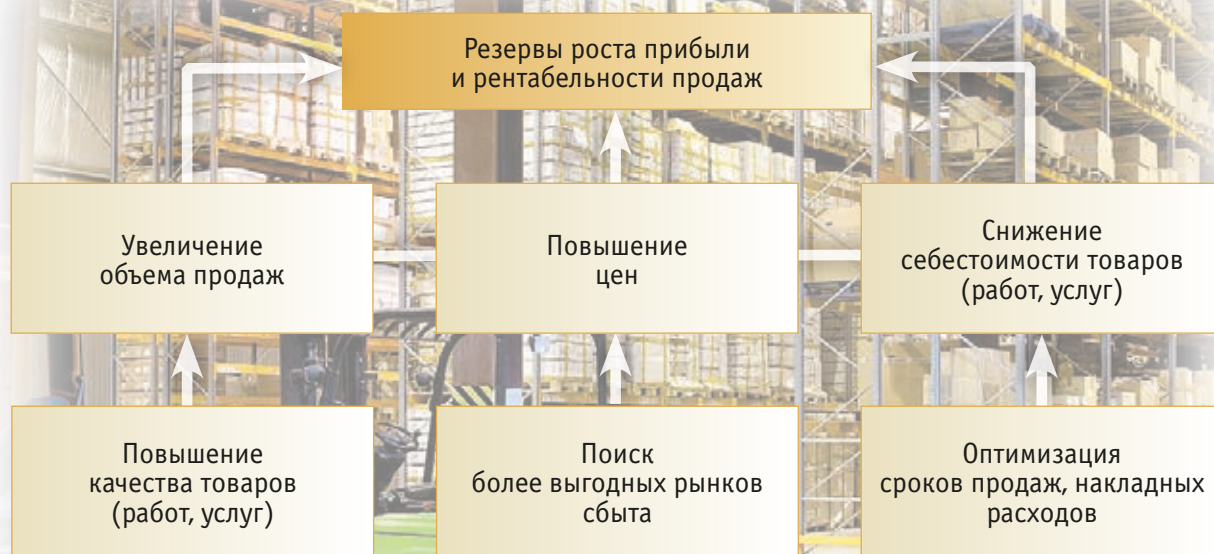 Резервы роста прибыли
и рентабельности продаж
Увеличение
объема продаж
Повышение
цен
Снижение
себестоимости товаров
(работ, услуг)
Повышение
качества товаров
(работ, услуг)
Поиск
более выгодных рынков
сбыта
Оптимизация
сроков продаж, накладных
расходов